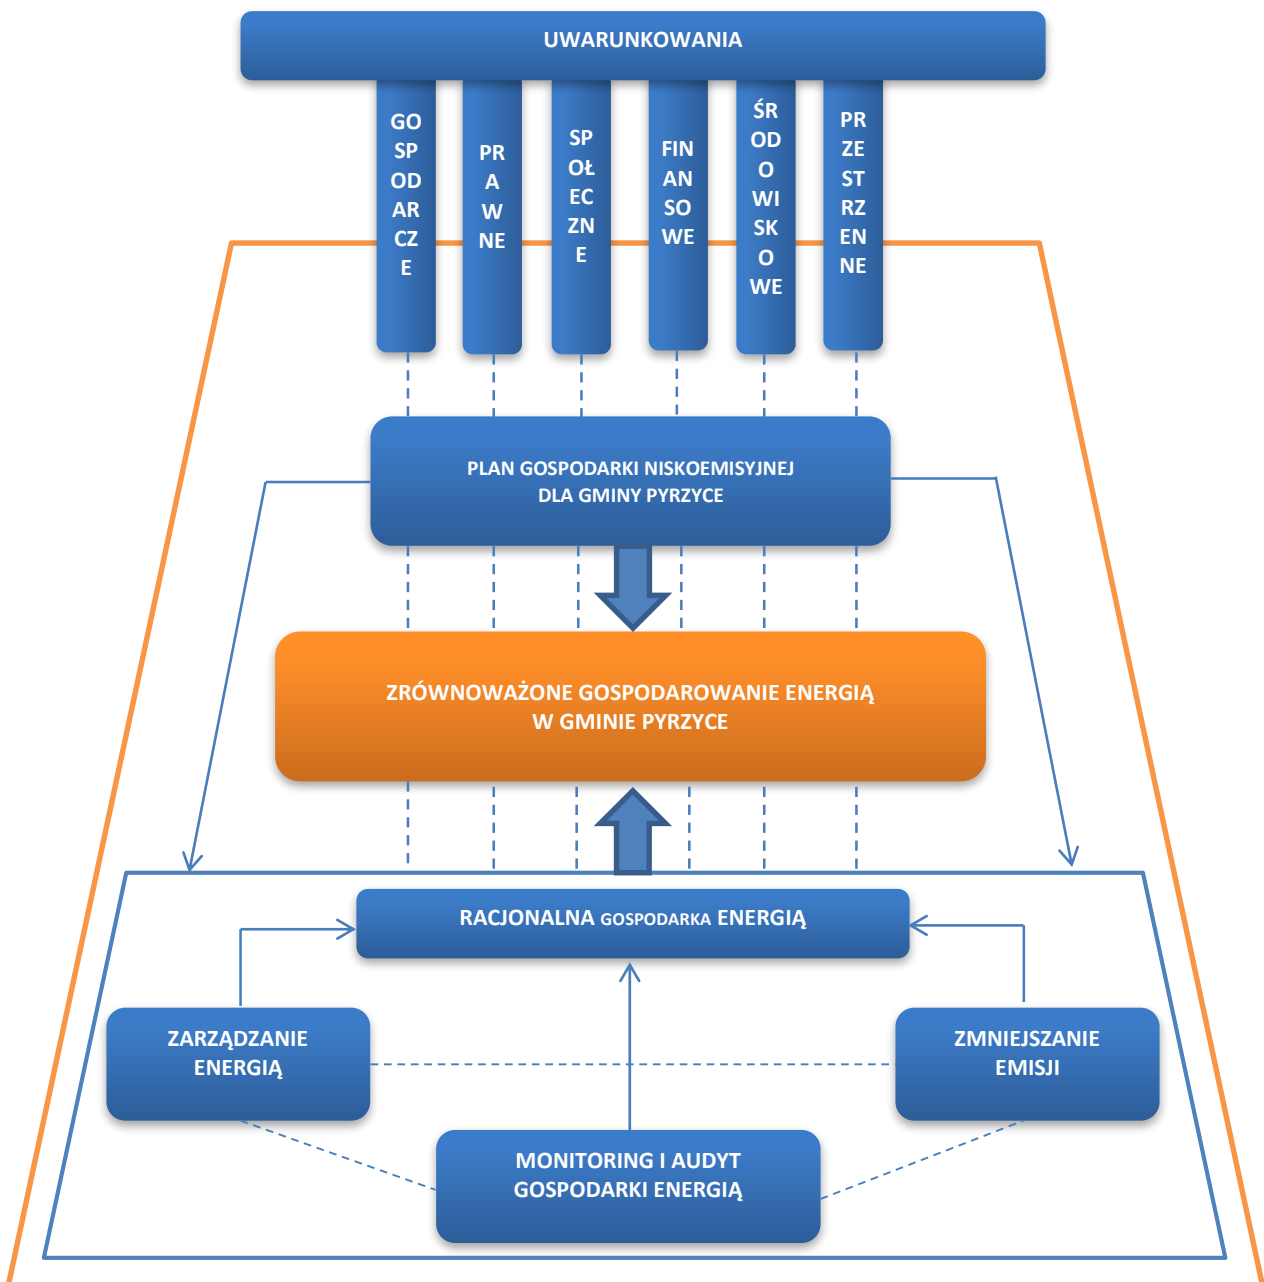 UWARUNKOWANIA
GO
SP
OD
AR
CZ
E
PR
A
W
NE
SP
OŁ
EC
ZN
E
FIN
AN
SO
WE
ŚR
OD
O
WI
SK
O
WE
PR
ZE
ST
RZ
EN
NE
PLAN GOSPODARKI NISKOEMISYJNEJ
DLA GMINY PYRZYCE
ZRÓWNOWAŻONE GOSPODAROWANIE ENERGIĄ
W GMINIE PYRZYCE
RACJONALNA GOSPODARKA ENERGIĄ
ZARZĄDZANIE
ENERGIĄ
ZMNIEJSZANIE
EMISJI
MONITORING I AUDYT
GOSPODARKI ENERGIĄ